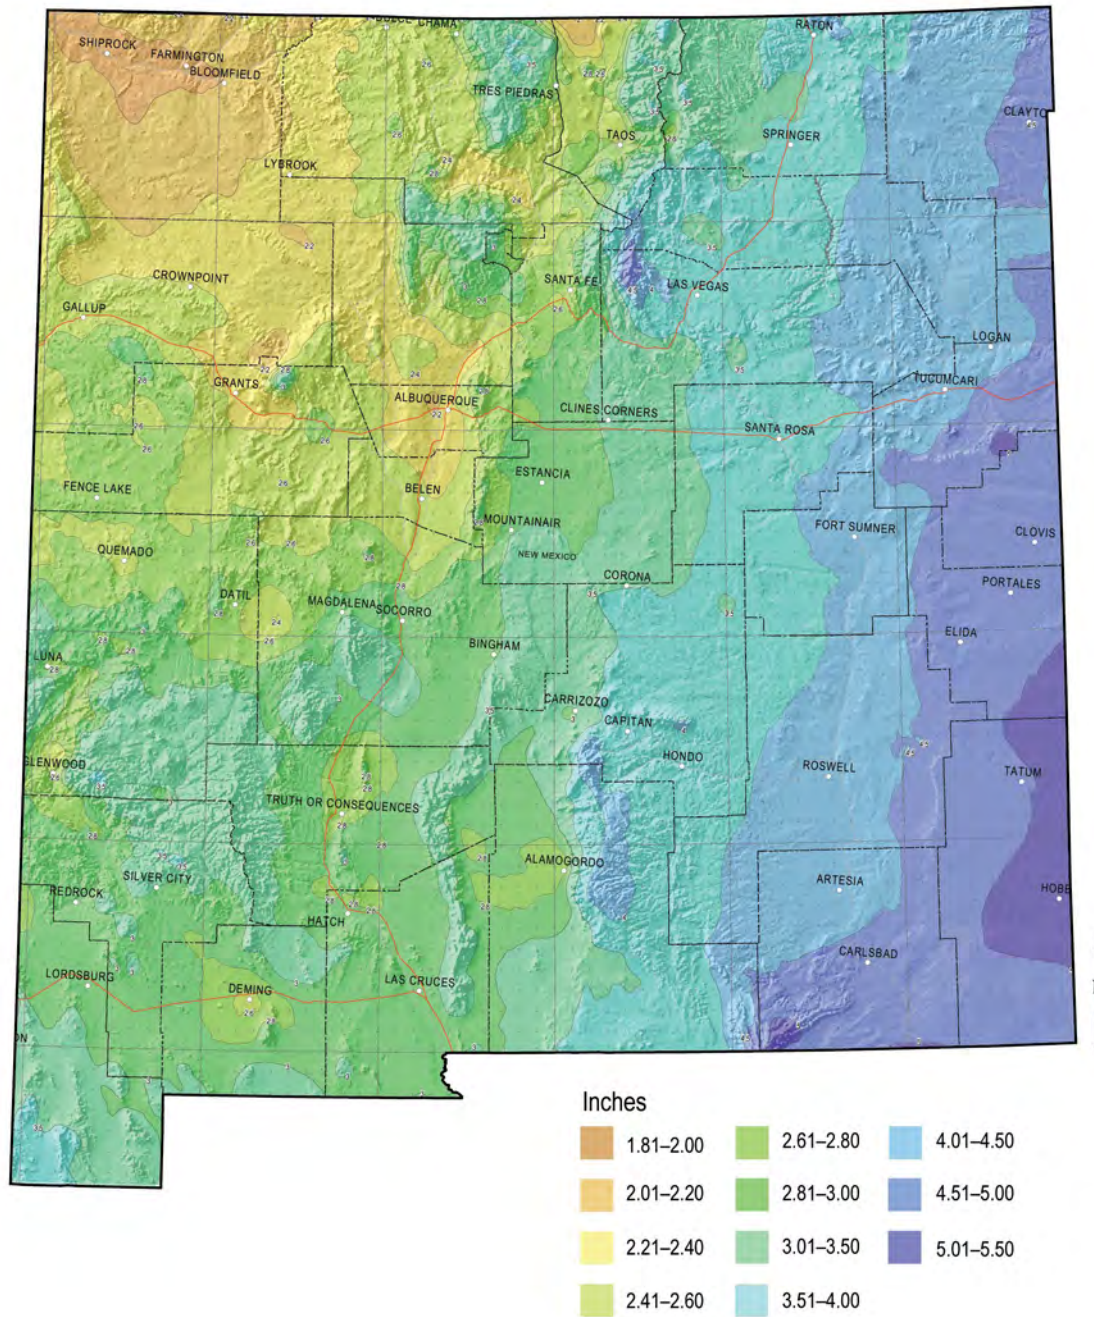 DULCE CHAMA
RATON
SHIPROCK
FARMINGTON
BLOOMFIELD
TRES PIEDRAS
CLAYTO
TAOS
SPRINGER
LYBROOK
CROWNPOINT
SANTA FE
LAS VEGAS
GALLUP
LOGAN
GRANTS
ALBUQUERQUE
TUCUMCARI
CLINES CORNERS
SANTA ROSA
ESTANCIA
FENCE LAKE
BELEN
MOUNTAINAIR
FORT SUMNER
CLOVIS
QUEMADO
NEW MEXICO
CORONA
PORTALES
DATIL
MAGDALENA
SOCORRO
ELIDA
LUNA
BINGHAM
CARRIZOZO
CAPITAN
HONDO
GLENWOOD
ROSWELL
TATUM
TRUTH OR CONSEQUENCES
ALAMOGORDO
SILVER CITY
ARTESIA
REDROCK
HOBB
HATCH
CARLSBAD
LORDSBURG
DEMING
LAS CRUCES
ON
Inches
1.81–2.00
2.61–2.80
4.01–4.50
2.01–2.20
2.81–3.00
4.51–5.00
2.21–2.40
3.01–3.50
5.01–5.50
2.41–2.60
3.51–4.00